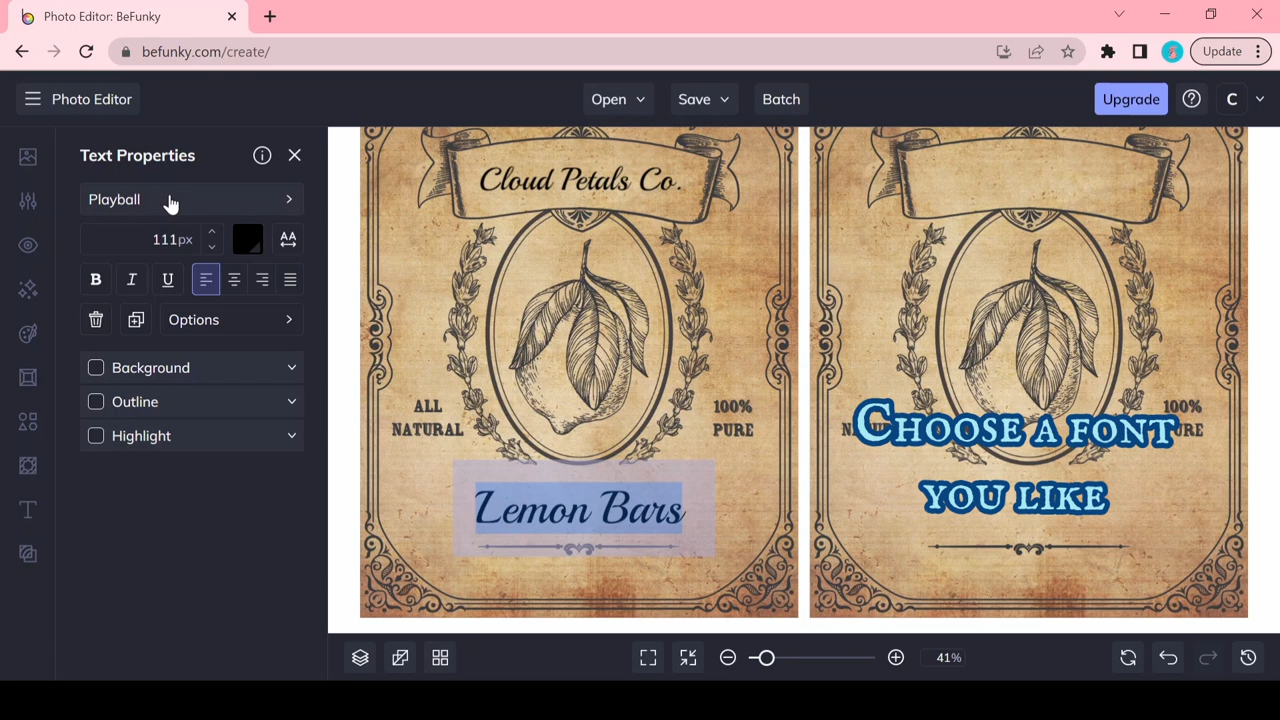 Photo Editor: BeFunky
befunky.com/create/
Update
Photo Editor
Open
Save
Batch
Upgrade
C
Text Properties
Playball
111px
AA
B I U
Options
Background
Outline
Highlight
Cloud Petals Co.
ALL NATURAL
100% PURE
Lemon Bars
100%
CHOOSE A FONT
YOU LIKE
41%